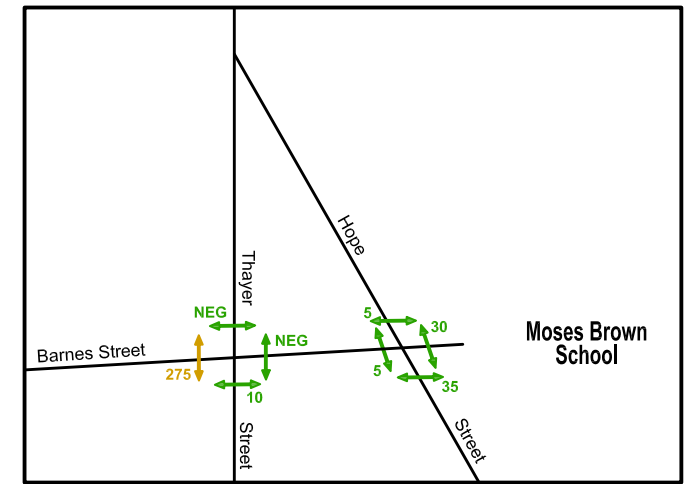 Hope
Thayer
NEG
5
30
NEG
Moses Brown
School
Barnes Street
275
5
10
35
Street
Street